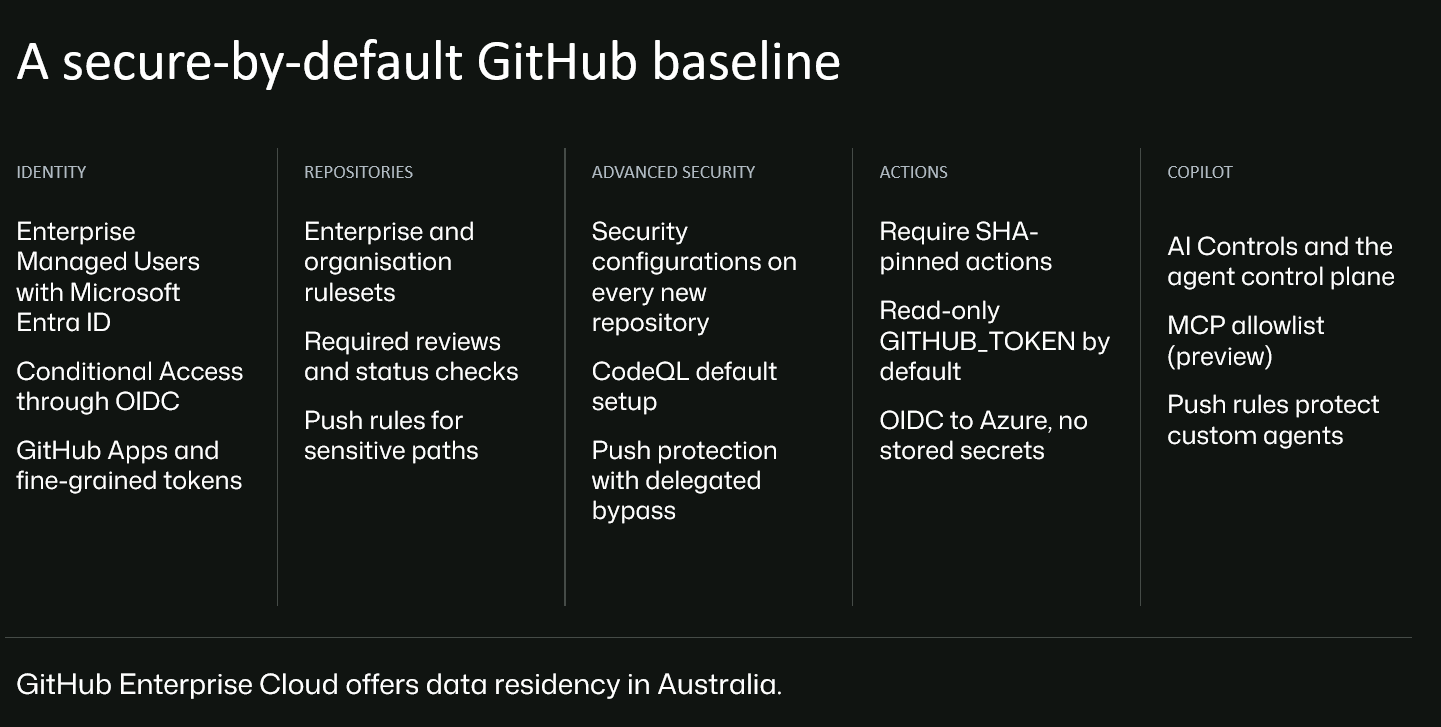 A secure-by-default GitHub baseline
IDENTITY
Enterprise
Managed Users
with Microsoft
Entra ID
Conditional Access
through OIDC
GitHub Apps and
fine-grained tokens
REPOSITORIES
Enterprise and
organisation
rulesets
Required reviews
and status checks
Push rules for
sensitive paths
ADVANCED SECURITY
Security
configurations on
every new
repository
CodeQL default
setup
Push protection
with delegated
bypass
ACTIONS
Require SHA-
pinned actions
Read-only
GITHUB_TOKEN by
default
OIDC to Azure, no
stored secrets
COPILOT
AI Controls and the
agent control plane
MCP allowlist
(preview)
Push rules protect
custom agents
GitHub Enterprise Cloud offers data residency in Australia.